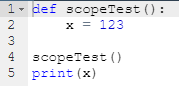 1 def scopeTest():
2     x = 123
3
4 scopeTest()
5 print(x)